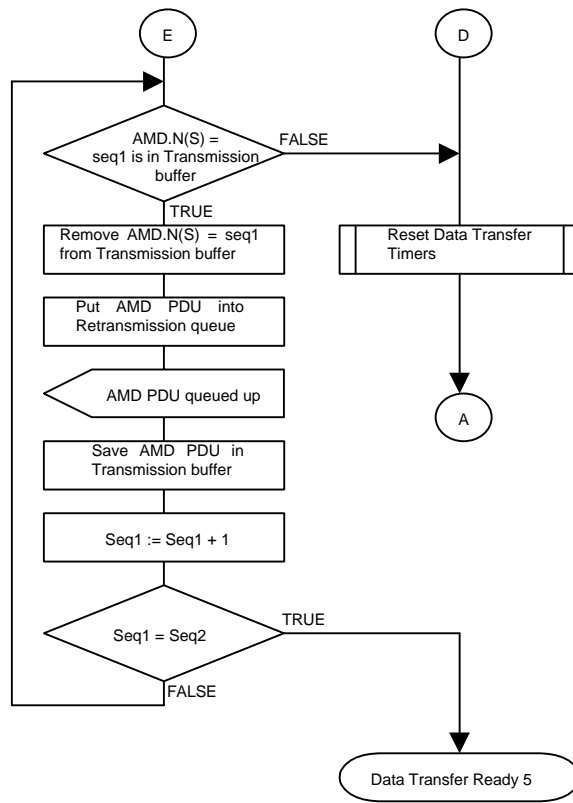 E
D
AMD.N(S) =
seq1 is in Transmission
buffer
FALSE
TRUE
Remove AMD.N(S) = seq1
from Transmission buffer
Reset Data Transfer
Timers
Put AMD PDU into
Retransmission queue
AMD PDU queued up
A
Save AMD PDU in
Transmission buffer
Seq1 := Seq1 + 1
Seq1 = Seq2
TRUE
FALSE
Data Transfer Ready 5